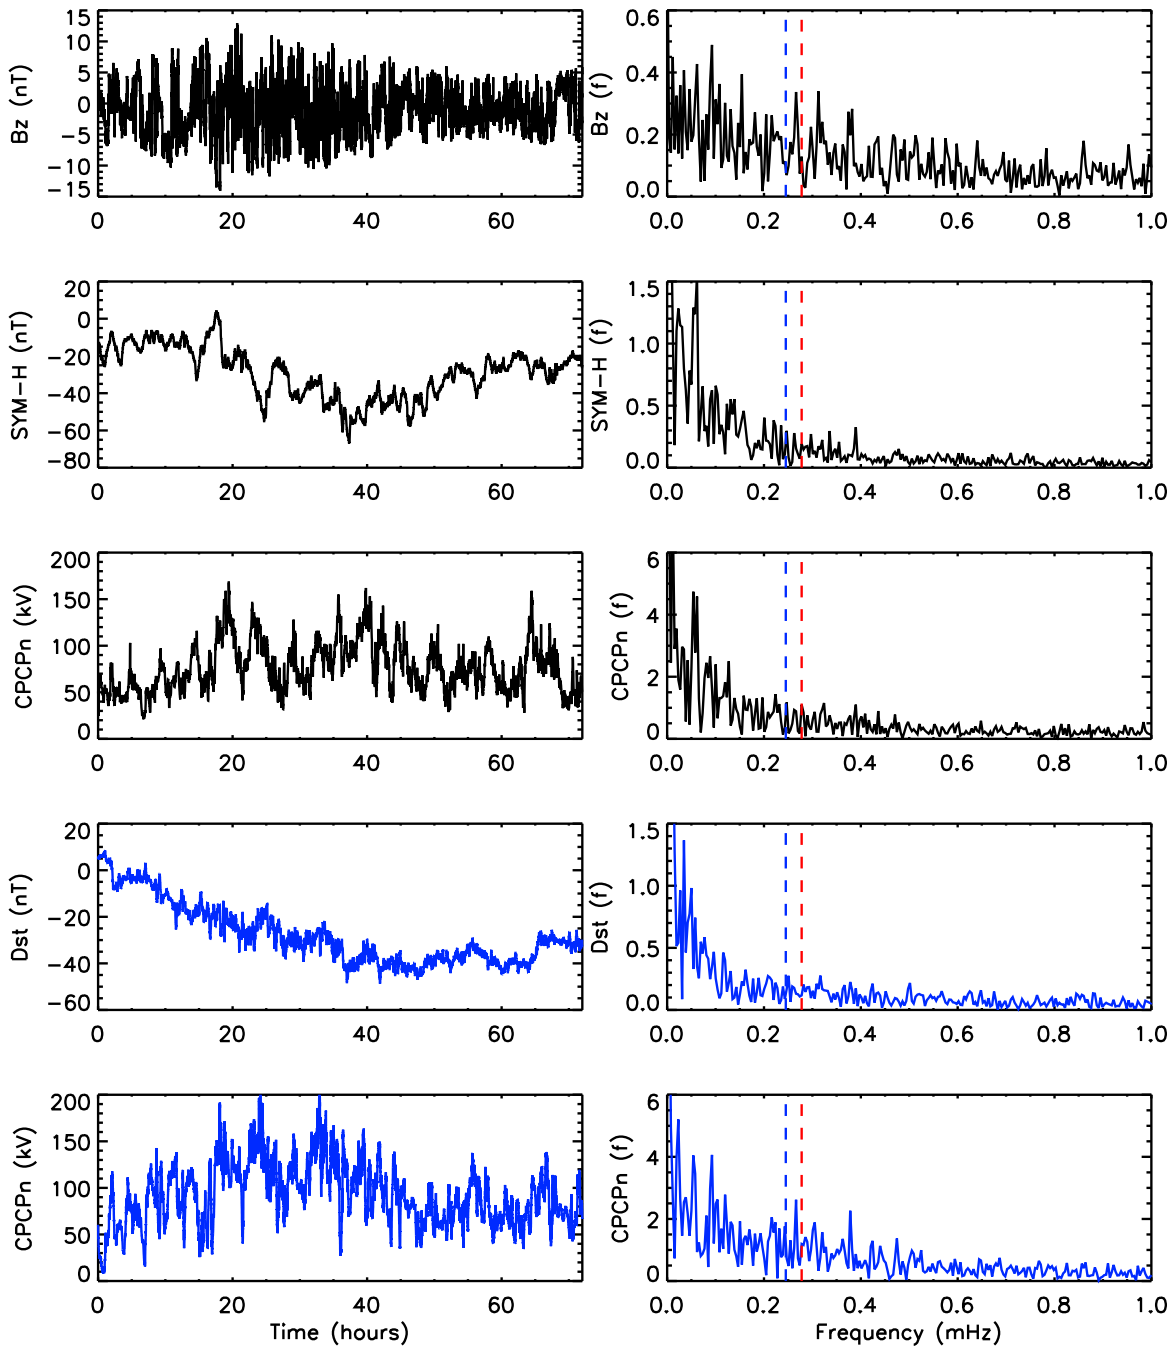 Bz (nT)
15
10
5
0
−5
−10
−15
0 20 40 60
Bz (f)
0.6
0.4
0.2
0.0
0.0 0.2 0.4 0.6 0.8 1.0
SYM−H (nT)
20
0
−20
−40
−60
−80
0 20 40 60
SYM−H (f)
1.5
1.0
0.5
0.0
0.0 0.2 0.4 0.6 0.8 1.0
CPCPn (kV)
200
150
100
50
0
0 20 40 60
CPCPn (f)
6
4
2
0
0.0 0.2 0.4 0.6 0.8 1.0
Dst (nT)
20
0
−20
−40
−60
0 20 40 60
Dst (f)
1.5
1.0
0.5
0.0
0.0 0.2 0.4 0.6 0.8 1.0
CPCPn (kV)
200
150
100
50
0
0 20 40 60
Time (hours)
CPCPn (f)
6
4
2
0
0.0 0.2 0.4 0.6 0.8 1.0
Frequency (mHz)